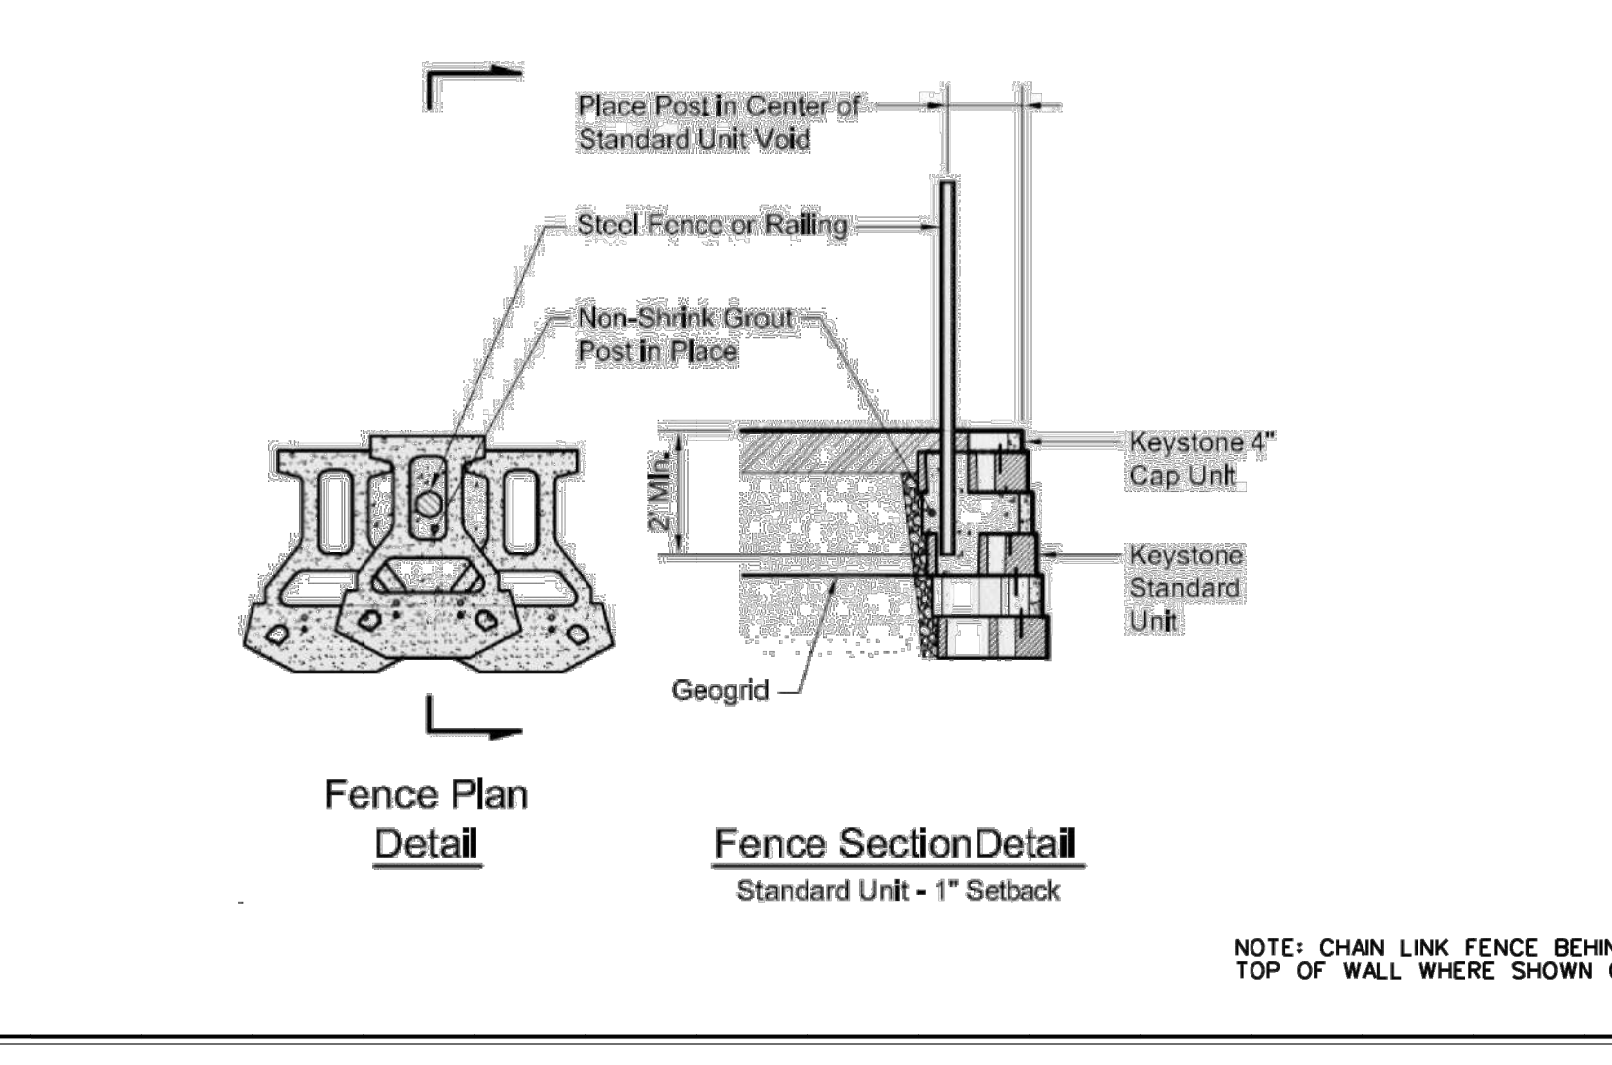 Place Post in Center of
Standard Unit Void
Steel Fence or Railing
Non-Shrink Grout
Post in Place
2' Min.
Keystone 4"
Cap Unit
Keystone
Standard
Unit
Geogrid
Fence Plan
Detail
Fence Section Detail
Standard Unit - 1" Setback
NOTE: CHAIN LINK FENCE
TOP OF WALL WHERE SHOWN